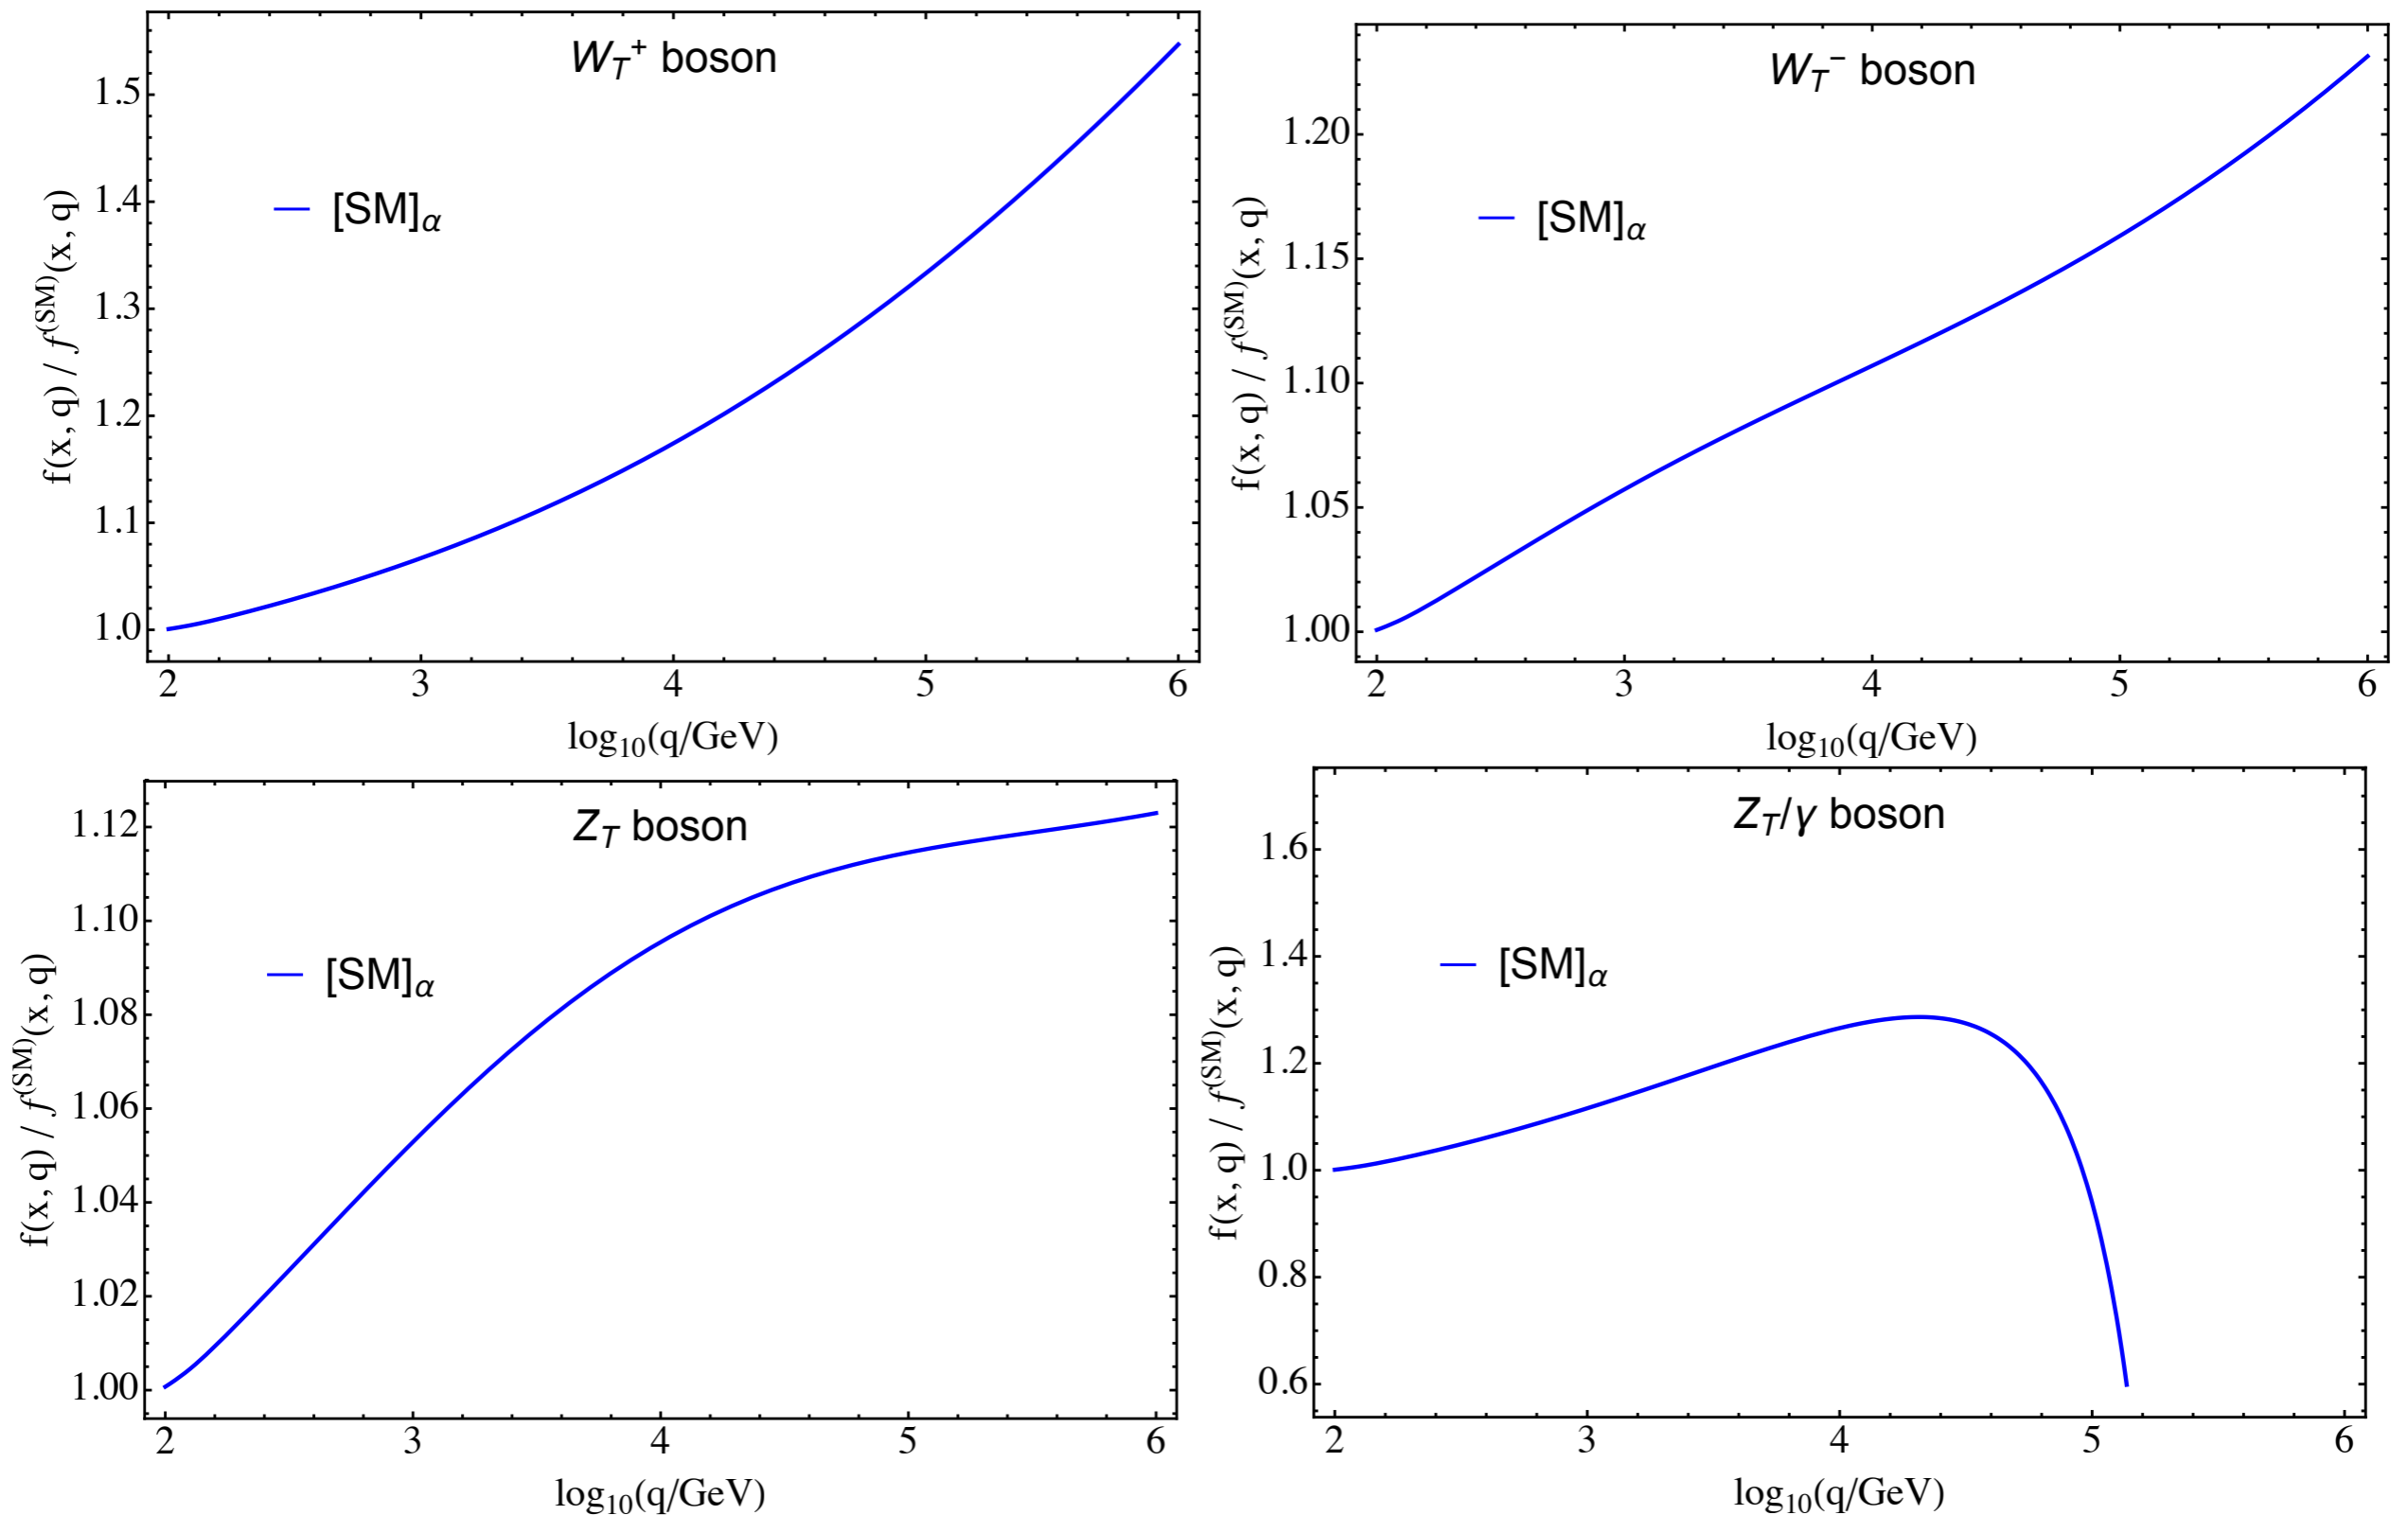 W_T^+ boson
[SM]_α
f(x, q) / f^(SM)(x, q)
1.5
1.4
1.3
1.2
1.1
1.0
2 3 4 5 6
log_10(q/GeV)
W_T^− boson
[SM]_α
f(x, q) / f^(SM)(x, q)
1.20
1.15
1.10
1.05
1.00
2 3 4 5 6
log_10(q/GeV)
Z_T boson
[SM]_α
f(x, q) / f^(SM)(x, q)
1.12
1.10
1.08
1.06
1.04
1.02
1.00
2 3 4 5 6
log_10(q/GeV)
Z_T/γ boson
[SM]_α
f(x, q) / f^(SM)(x, q)
1.6
1.4
1.2
1.0
0.8
0.6
2 3 4 5 6
log_10(q/GeV)